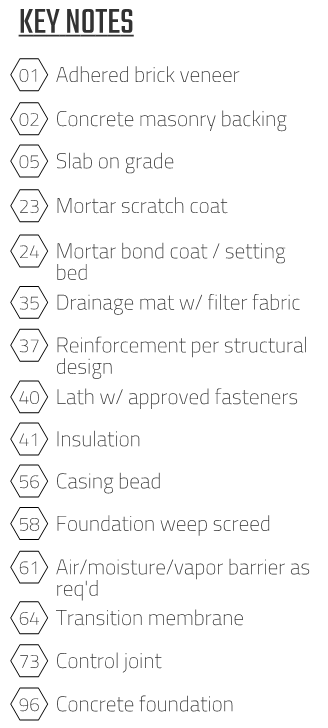 KEY NOTES
01 Adhered brick veneer
02 Concrete masonry backing
05 Slab on grade
23 Mortar scratch coat
24 Mortar bond coat / setting
bed
35 Drainage mat w/ filter fabric
37 Reinforcement per structural
design
40 Lath w/ approved fasteners
41 Insulation
56 Casing bead
58 Foundation weep screed
61 Air/moisture/vapor barrier as
req'd
64 Transition membrane
73 Control joint
96 Concrete foundation